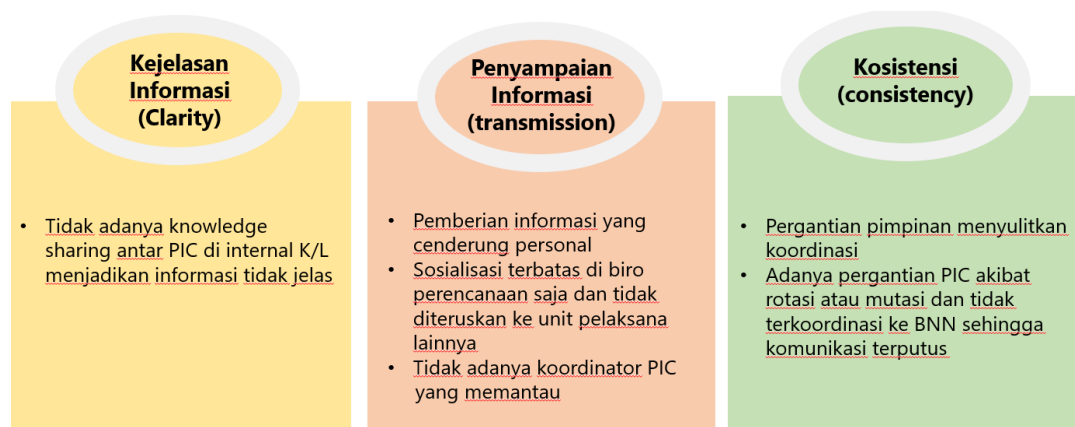 Kejelasan
Informasi
(Clarity)
• Tidak adanya knowledge
sharing antar PIC di internal K/L
menjadikan informasi tidak jelas
Penyampaian
Informasi
(transmission)
• Pemberian informasi yang
cenderung personal
• Sosialisasi terbatas di biro
perencanaan saja dan tidak
diteruskan ke unit pelaksana
lainnya
• Tidak adanya koordinator PIC
yang memantau
Kosistensi
(consistency)
• Pergantian pimpinan menyulitkan
koordinasi
• Adanya pergantian PIC akibat
rotasi atau mutasi dan tidak
terkoordinasi ke BNN sehingga
komunikasi terputus